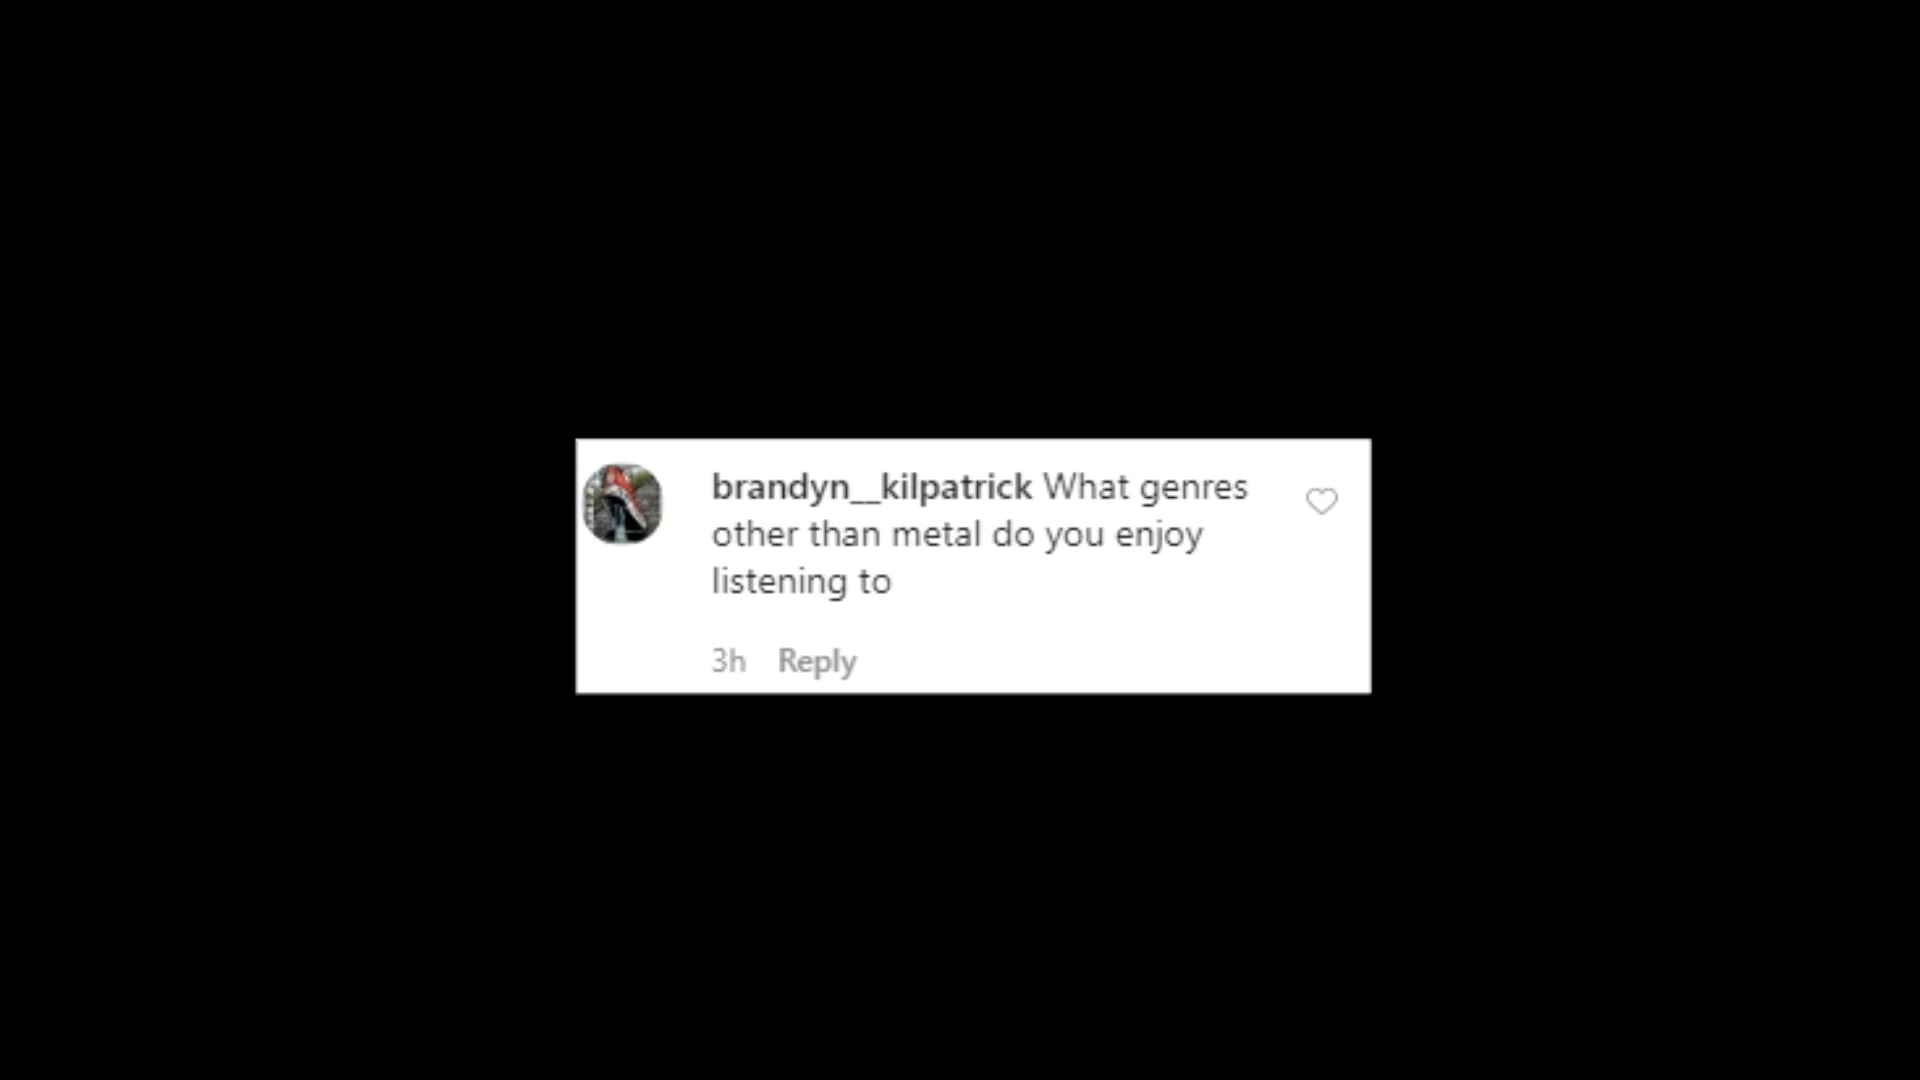 brandyn__kilpatrick What genres
other than metal do you enjoy
listening to
3h Reply